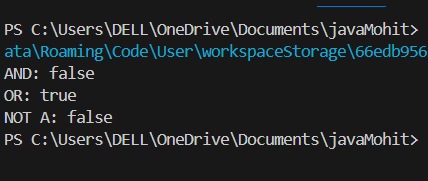 PS C:\Users\DELL\OneDrive\Documents\javaMohit>
ata\Roaming\Code\User\workspaceStorage\66edb956
AND: false
OR: true
NOT A: false
PS C:\Users\DELL\OneDrive\Documents\javaMohit>